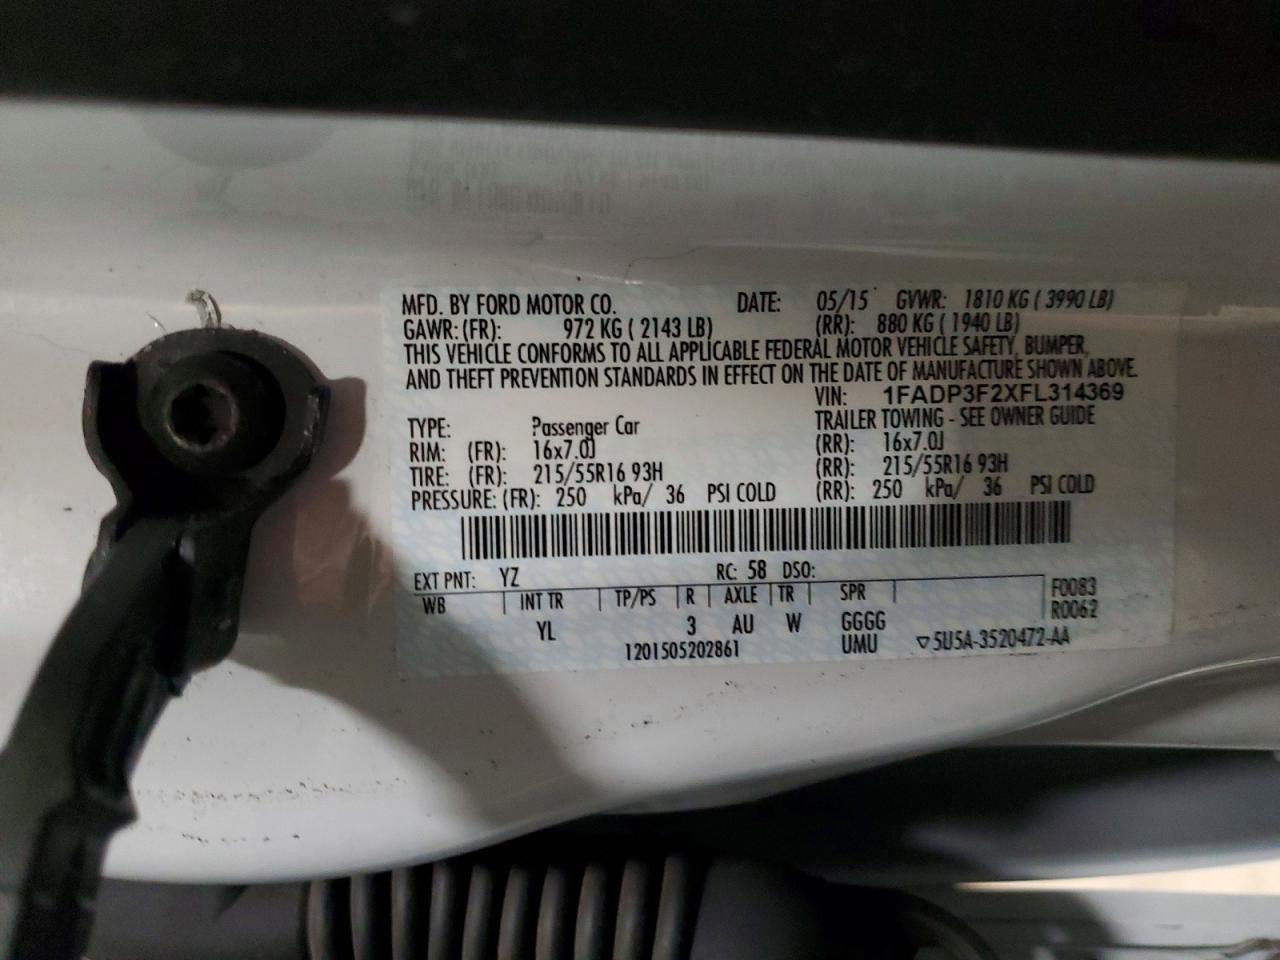 MFD. BY FORD MOTOR CO. DATE: 05/15 GVWR: 1810 KG ( 3990 LB)
GAWR: (FR): 972 KG ( 2143 LB) (RR): 880 KG ( 1940 LB)
THIS VEHICLE CONFORMS TO ALL APPLICABLE FEDERAL MOTOR VEHICLE SAFETY, BUMPER,
AND THEFT PREVENTION STANDARDS IN EFFECT ON THE DATE OF MANUFACTURE SHOWN ABOVE.
VIN: 1FADP3F2XFL314369
TYPE: Passenger Car TRAILER TOWING - SEE OWNER GUIDE
RIM: (FR): 16x7.0J (RR): 16x7.0J
TIRE: (FR): 215/55R16 93H (RR): 215/55R16 93H
PRESSURE: (FR): 250 kPa/ 36 PSI COLD (RR): 250 kPa/ 36 PSI COLD
EXT PNT: YZ RC: 58 DSO:
WB INT TR TP/PS R AXLE TR SPR F0083
R0062
YL 3 AU W GGGG
1201505202861 UMU ▽5U5A-3520472-AA